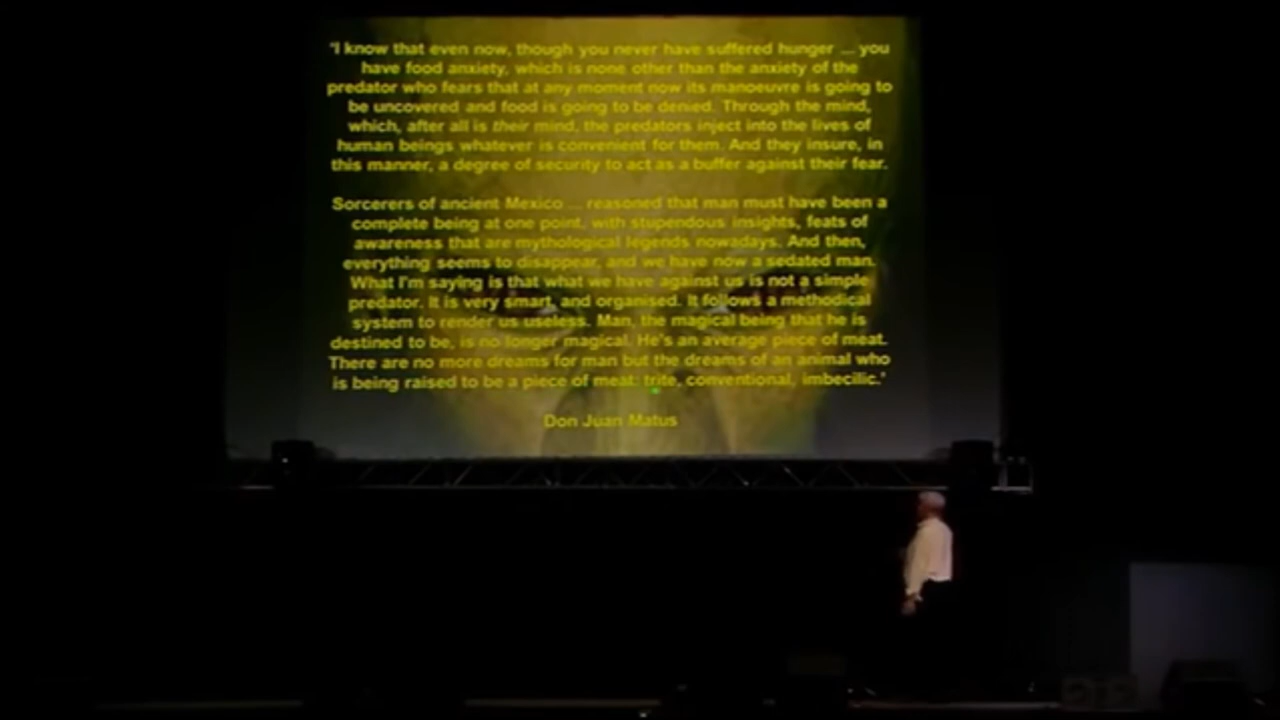 "I know that even now, though you never have suffered hunger ... you
have food anxiety, which is none other than the anxiety of the
predator who fears that at any moment now its manoeuvre is going to
be uncovered and food is going to be denied. Through the mind,
which, after all is their mind, the predators inject into the lives of
human beings whatever is convenient for them. And they insure, in
this manner, a degree of security to act as a buffer against their fear.
Sorcerers of ancient Mexico ... reasoned that man must have been a
complete being at one point, with stupendous insights, feats of
awareness that are mythological legends nowadays. And then,
everything seems to disappear, and we have now a sedated man.
What I'm saying is that what we have against us is not a simple
predator. It is very smart, and organised. It follows a methodical
system to render us useless. Man, the magical being that he is
destined to be, is no longer magical. He's an average piece of meat.
There are no more dreams for man but the dreams of an animal who
is being raised to be a piece of meat: trite, conventional, imbecilic."
Don Juan Matus